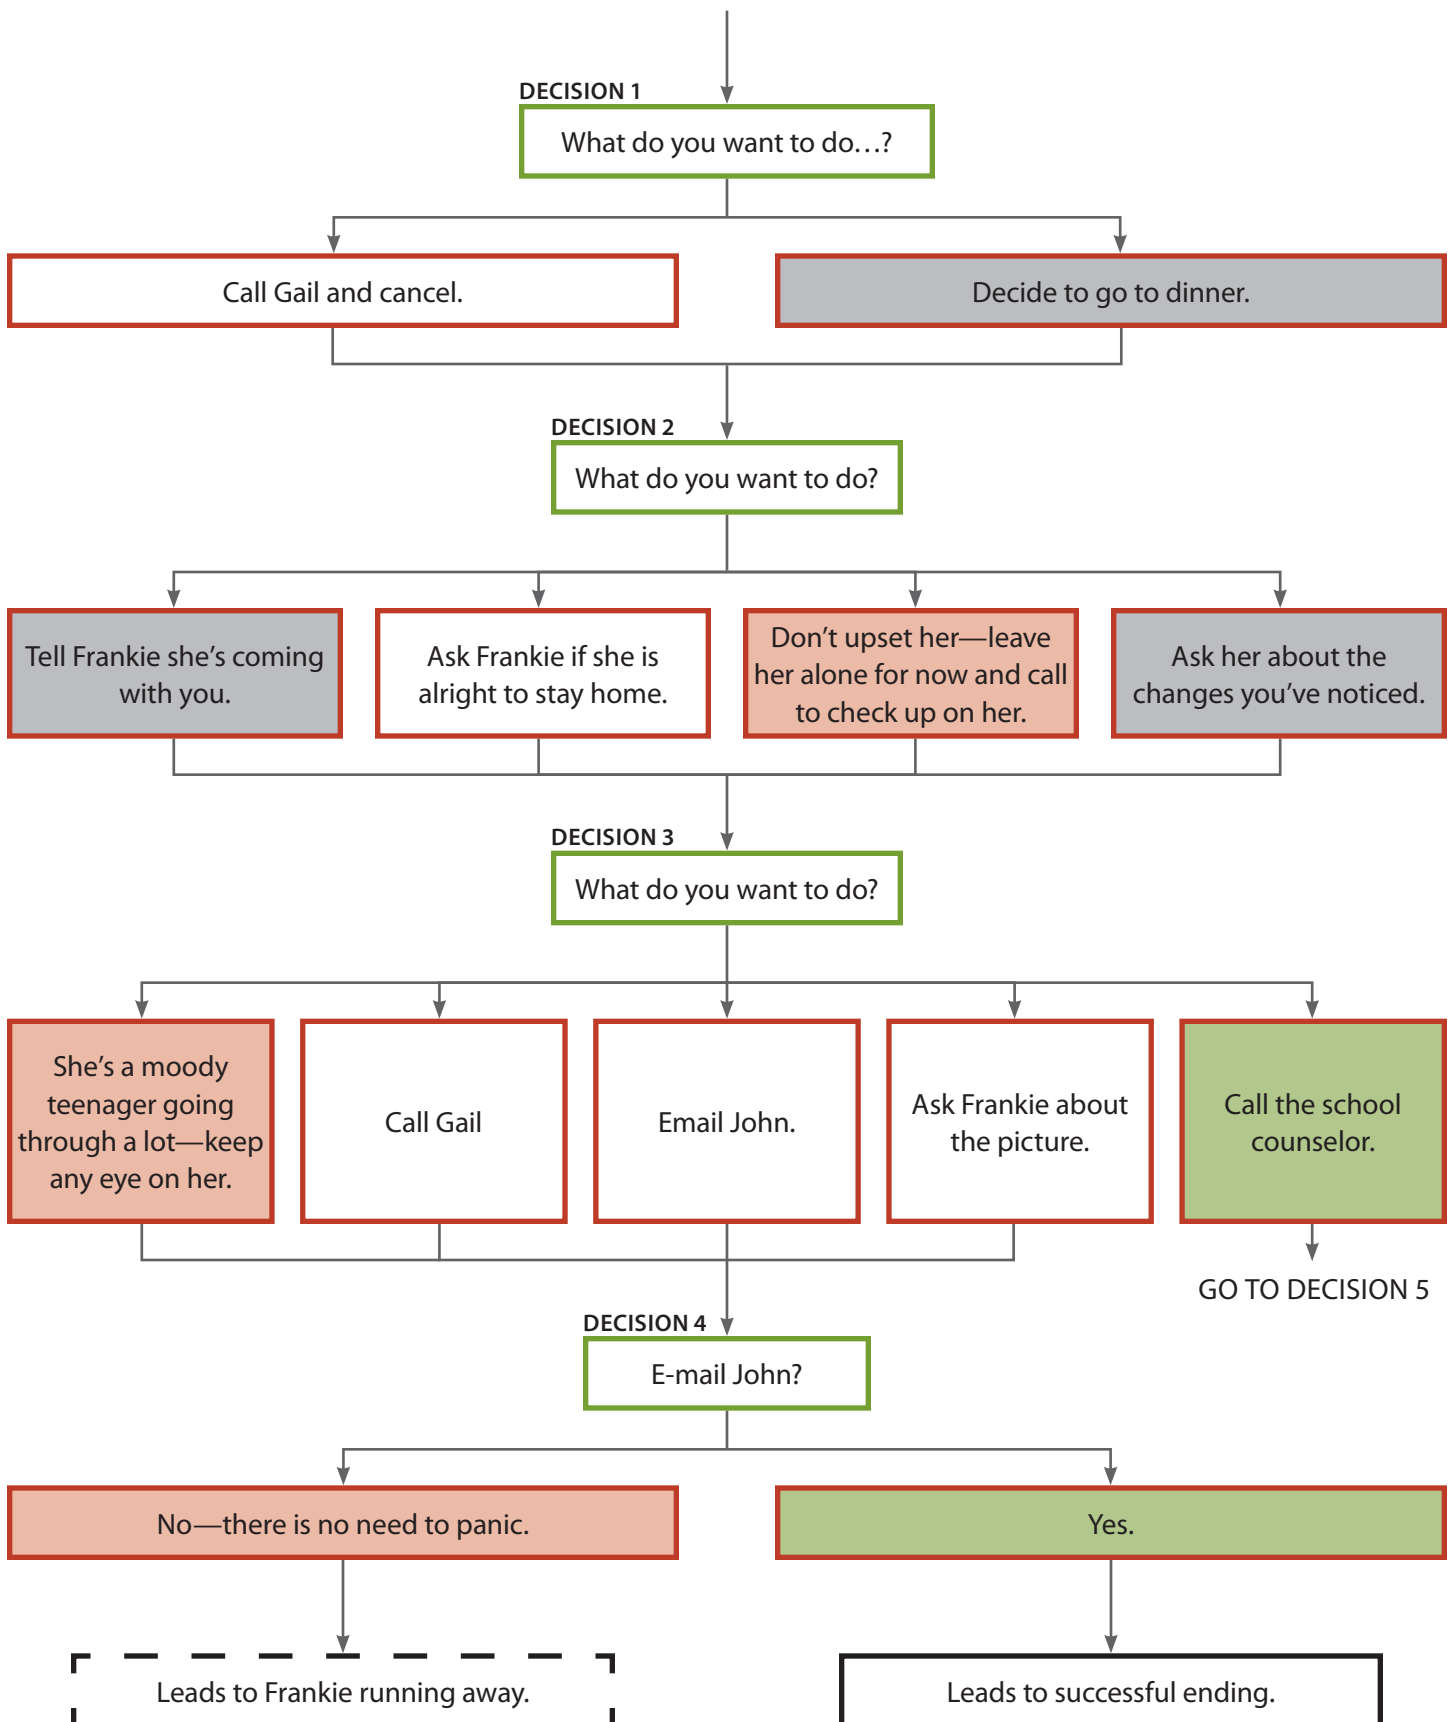 DECISION 1
What do you want to do…?
Call Gail and cancel.
Decide to go to dinner.
DECISION 2
What do you want to do?
Tell Frankie she’s coming
with you.
Ask Frankie if she is
alright to stay home.
Don’t upset her—leave
her alone for now and call
to check up on her.
Ask her about the
changes you’ve noticed.
DECISION 3
What do you want to do?
She’s a moody
teenager going
through a lot—keep
any eye on her.
Call Gail
Email John.
Ask Frankie about
the picture.
Call the school
counselor.
GO TO DECISION 5
DECISION 4
E-mail John?
No—there is no need to panic.
Yes.
Leads to Frankie running away.
Leads to successful ending.